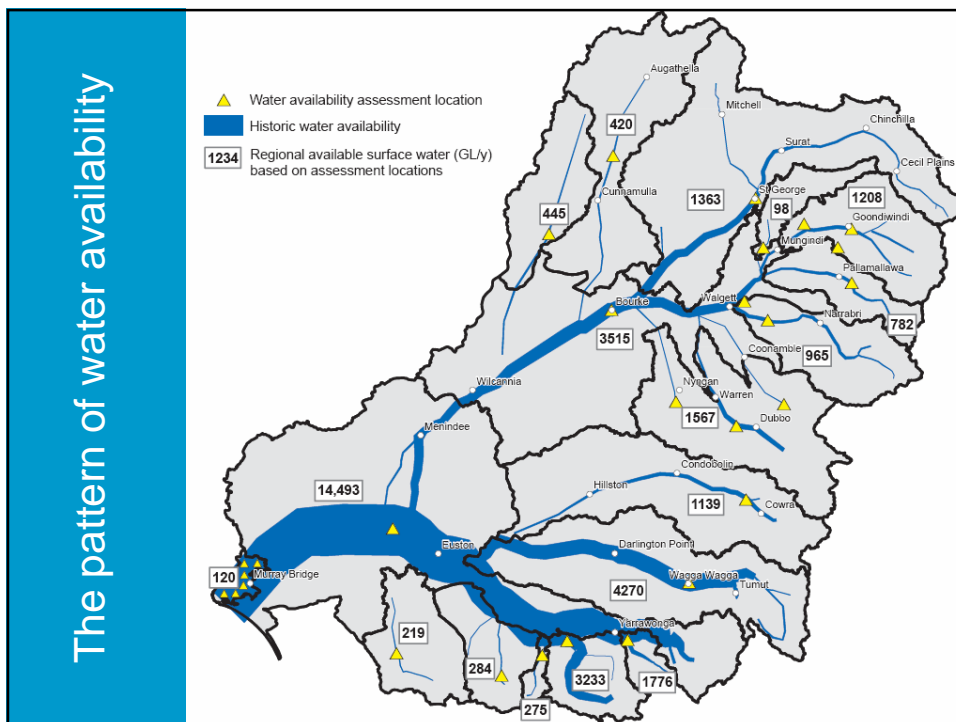 The pattern of water availability
Water availability assessment location
Historic water availability
1234 Regional available surface water (GL/y)
based on assessment locations
Augathella
Mitchell
Chinchilla
420
Surat
Cecil Plains
Cunnamulla
St George
1363
98
1208
445
Goondiwindi
Mungindi
Pallamallawa
Bourke
Walgett
Narrabri
782
3515
965
Coonamble
Wilcannia
Nyngan
Warren
1567
Dubbo
Menindee
Condobolin
14,493
Hillston
1139
Cowra
Euston
Darlington Point
120
Murray Bridge
Wagga Wagga
4270
Tumut
Yarrawonga
219
284
3233
1776
275